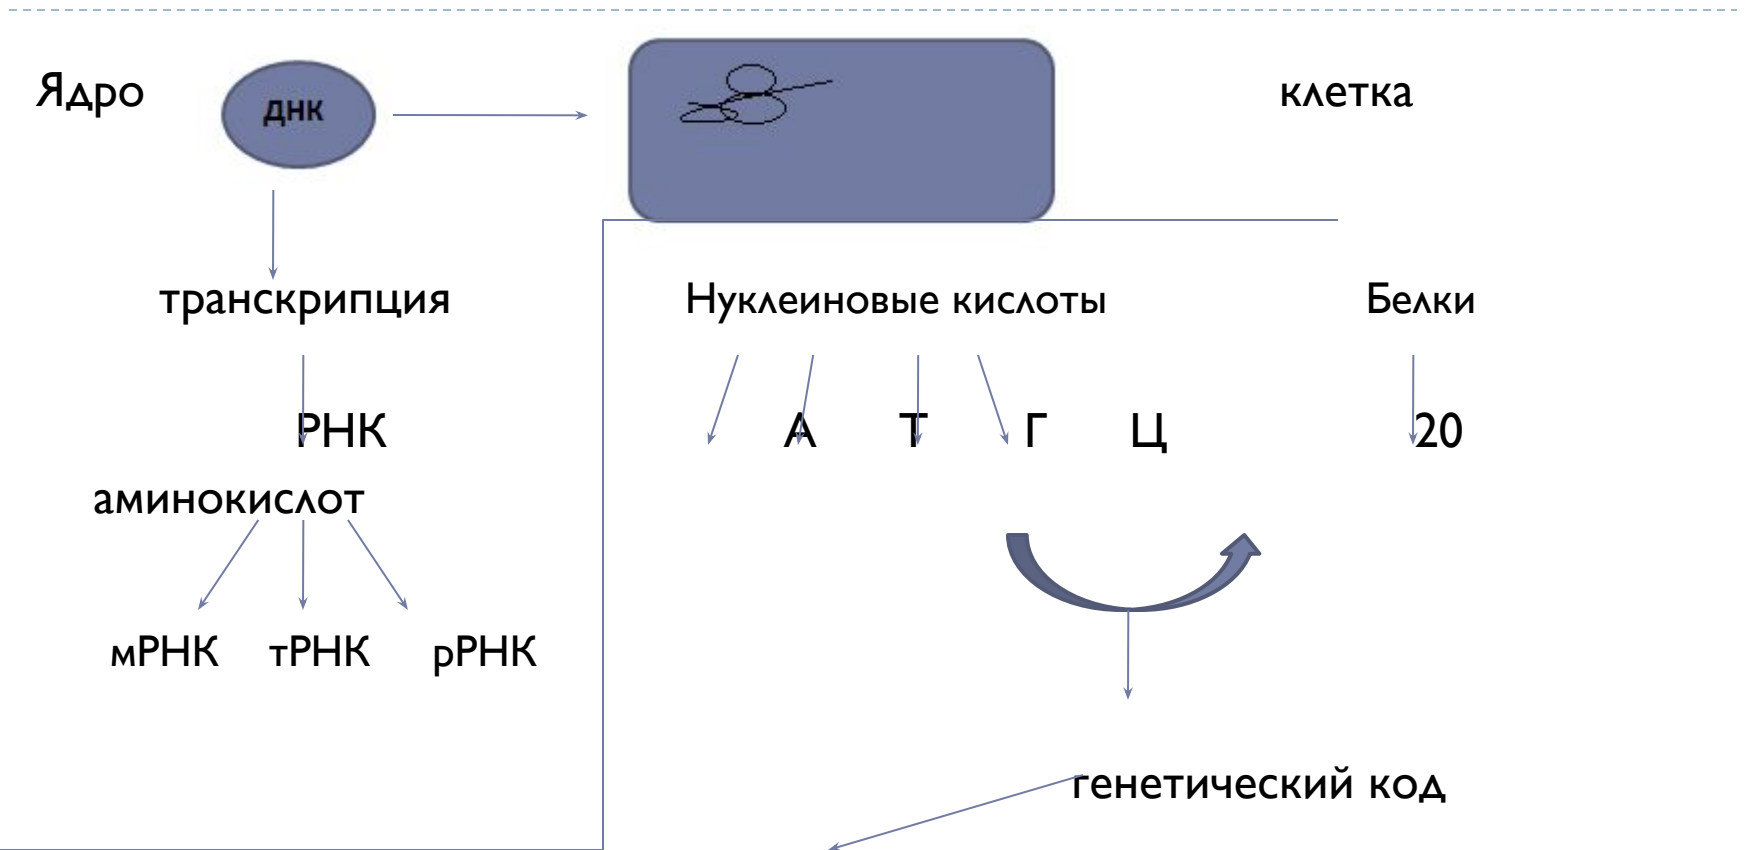 Ядро ДНК клетка
транскрипция Нуклеиновые кислоты Белки
РНК А Т Г Ц 20
аминокислот
мРНК тРНК рРНК
генетический код